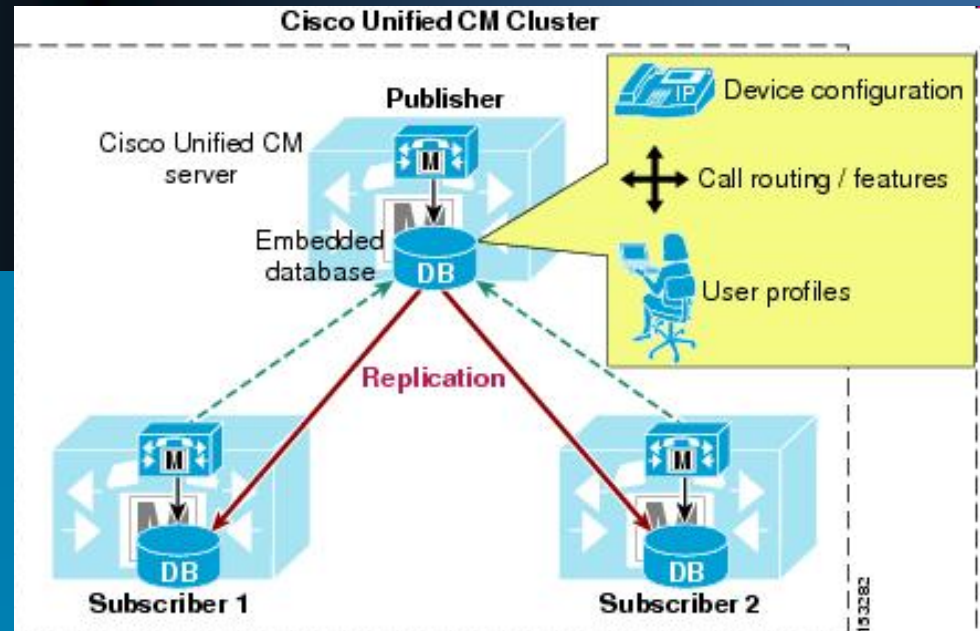 Cisco Unified CM Cluster
Publisher
Cisco Unified CM
server
M
Embedded
database
DB
IP
Device configuration
Call routing / features
User profiles
Replication
M
DB
Subscriber 1
M
DB
Subscriber 2
153282